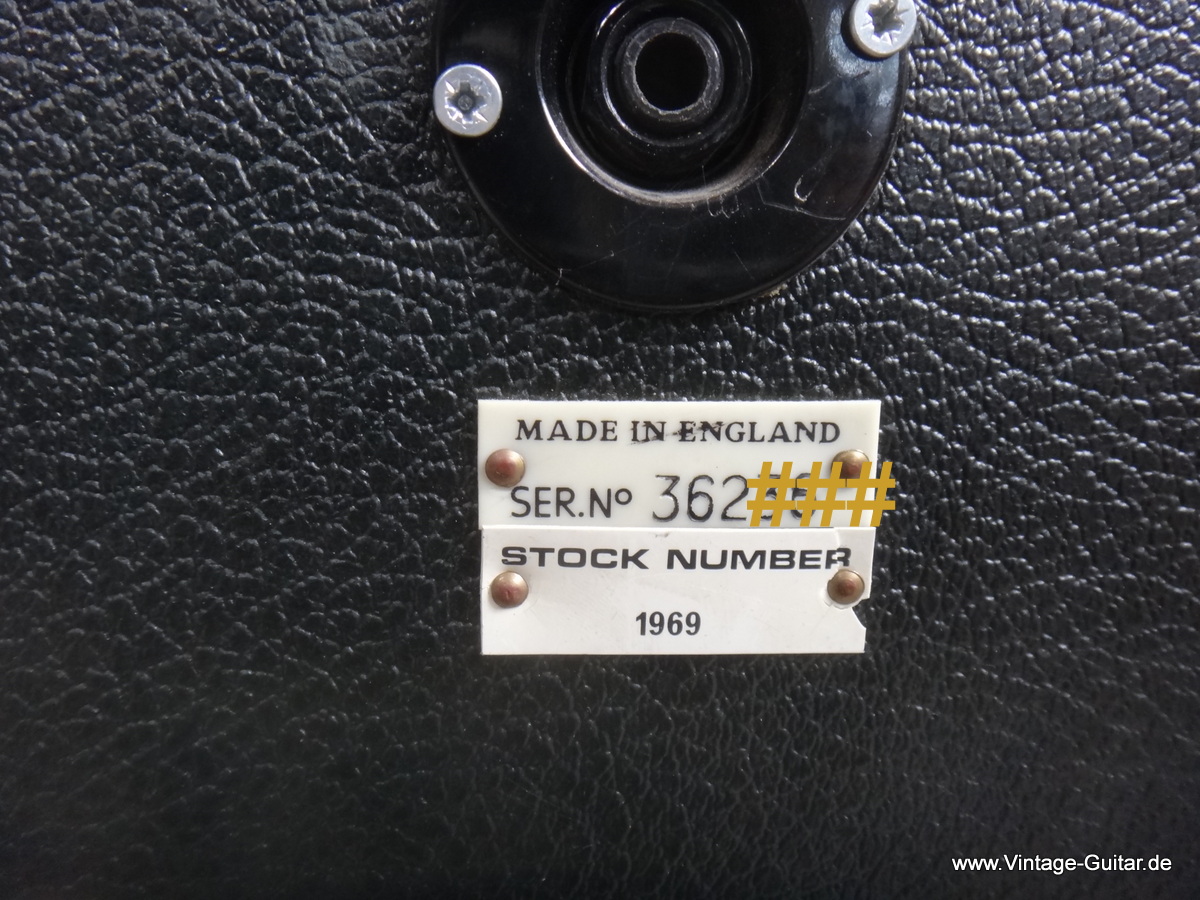 MADE IN ENGLAND
SER.Nº 362###
STOCK NUMBER
1969
www.Vintage-Guitar.de